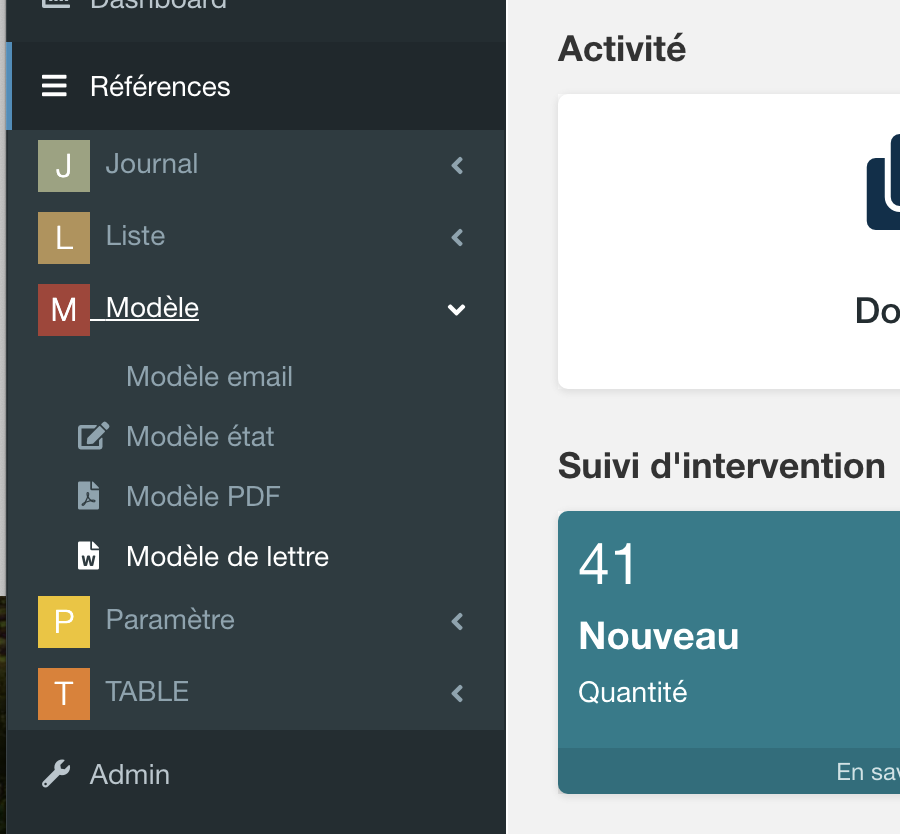 Dashboard
Références
J Journal
L Liste
M Modèle
Modèle email
Modèle état
Modèle PDF
W Modèle de lettre
P Paramètre
T TABLE
Admin
Activité
Do
Suivi d'intervention
41
Nouveau
Quantité
En sav